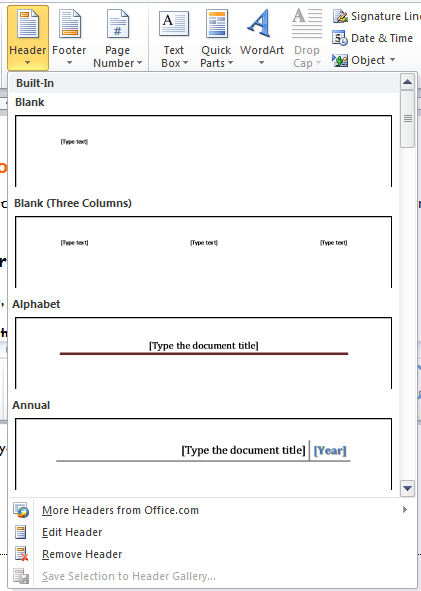 Header Footer Page Number Text Box Quick Parts WordArt Drop Cap
Signature Line
Date & Time
Object
Built-In
Blank
[Type text]
Blank (Three Columns)
[Type text] [Type text] [Type text]
Alphabet
[Type the document title]
Annual
[Type the document title] [Year]
More Headers from Office.com
Edit Header
Remove Header
Save Selection to Header Gallery...